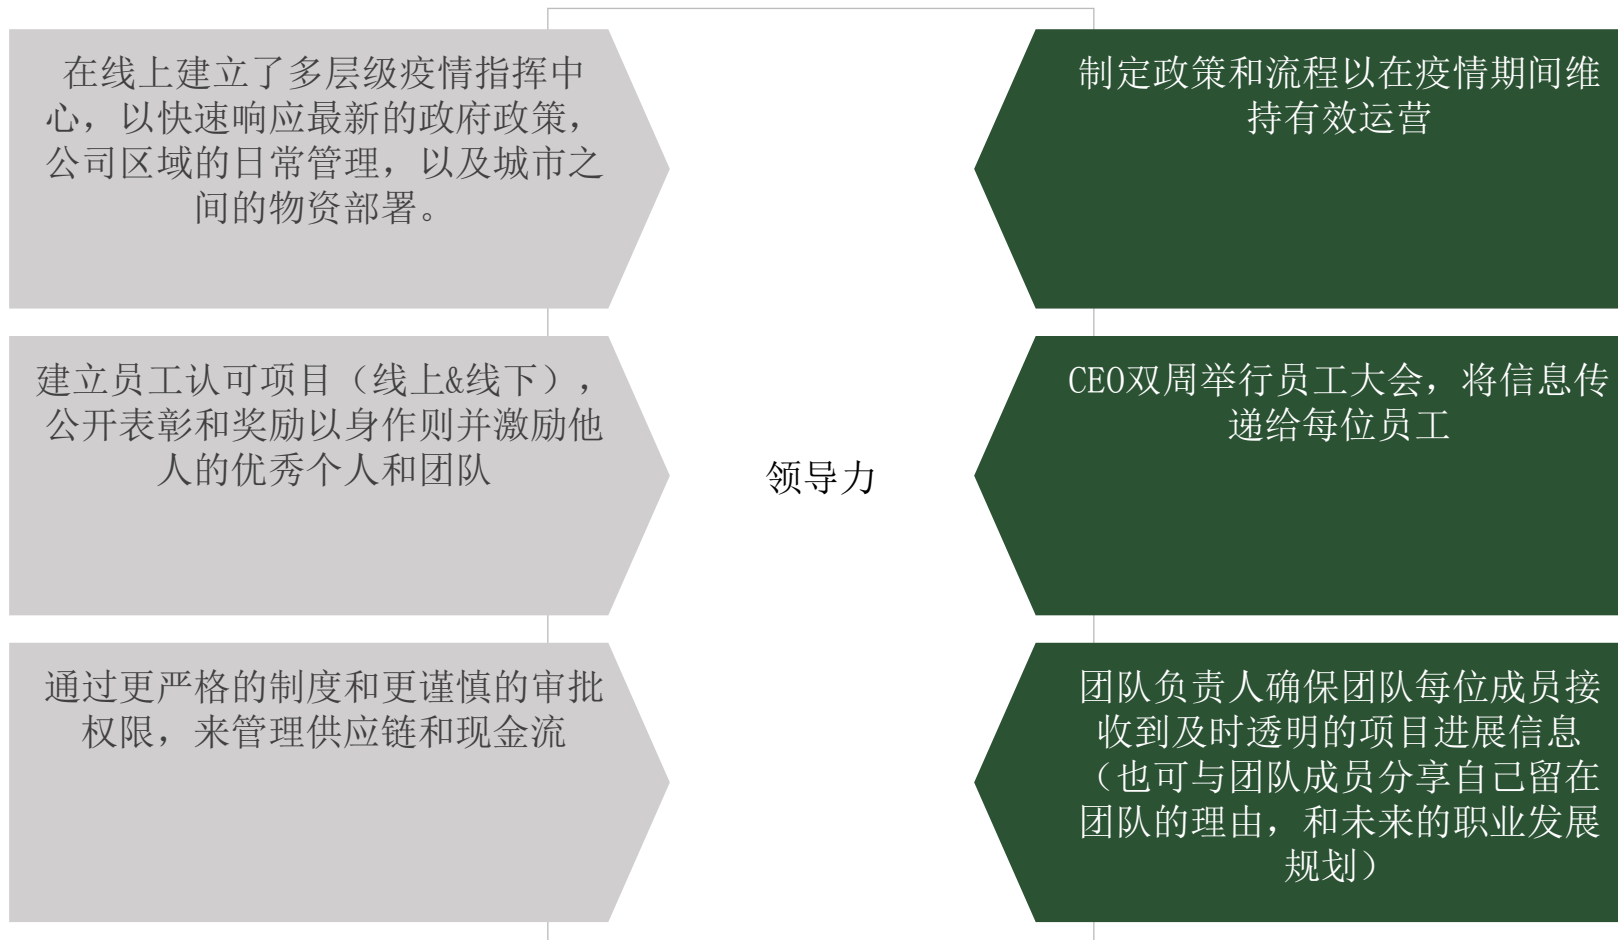 在线上建立了多层级疫情指挥中
心，以快速响应最新的政府政策，
公司区域的日常管理，以及城市之
间的物资部署。
制定政策和流程以在疫情期间维
持有效运营
建立员工认可项目（线上&线下），
公开表彰和奖励以身作则并激励他
人的优秀个人和团队
领导力
CEO双周举行员工大会，将信息传
递给每位员工
通过更严格的制度和更谨慎的审批
权限，来管理供应链和现金流
团队负责人确保团队每位成员接
收到及时透明的项目进展信息
（也可与团队成员分享自己留在
团队的理由，和未来的职业发展
规划）